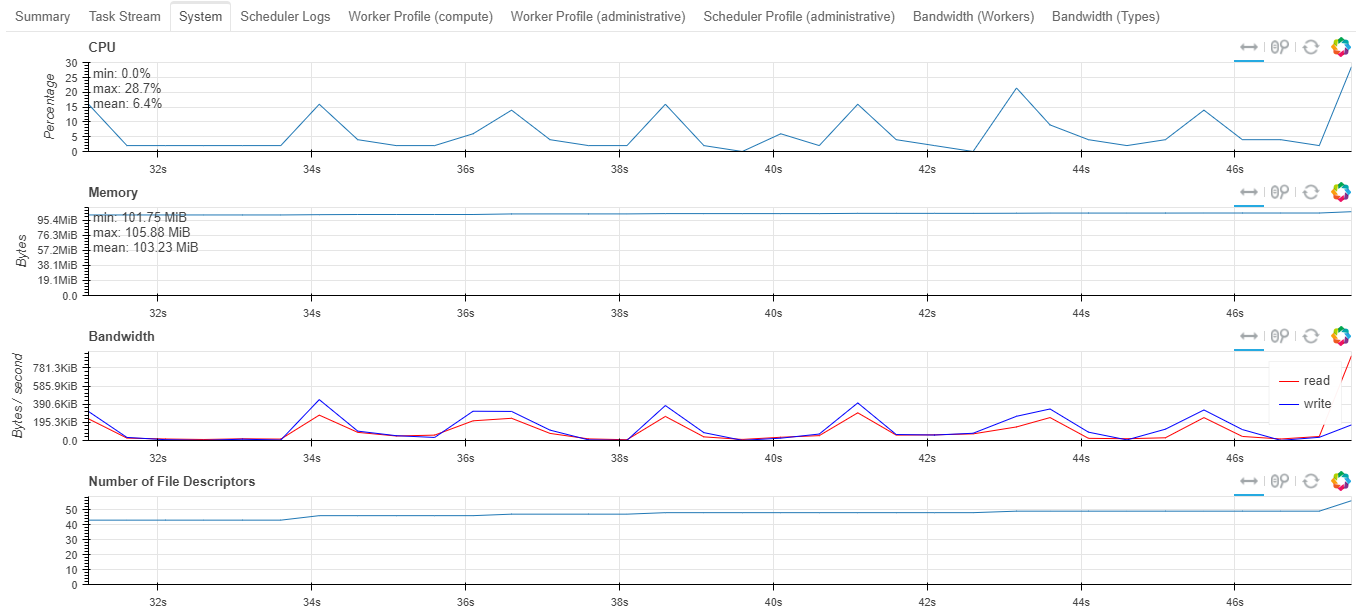 Summary Task Stream System Scheduler Logs Worker Profile (compute) Worker Profile (administrative) Scheduler Profile (administrative) Bandwidth (Workers) Bandwidth (Types)
CPU
Percentage
30
25
20
15
10
5
0
min: 0.0%
max: 28.7%
mean: 6.4%
32s 34s 36s 38s 40s 42s 44s 46s
Memory
Bytes
95.4MiB
76.3MiB
57.2MiB
38.1MiB
19.1MiB
0.0
min: 101.75 MiB
max: 105.88 MiB
mean: 103.23 MiB
32s 34s 36s 38s 40s 42s 44s 46s
Bandwidth
Bytes / second
781.3KiB
585.9KiB
390.6KiB
195.3KiB
0.0
read
write
32s 34s 36s 38s 40s 42s 44s 46s
Number of File Descriptors
50
40
30
20
10
0
32s 34s 36s 38s 40s 42s 44s 46s